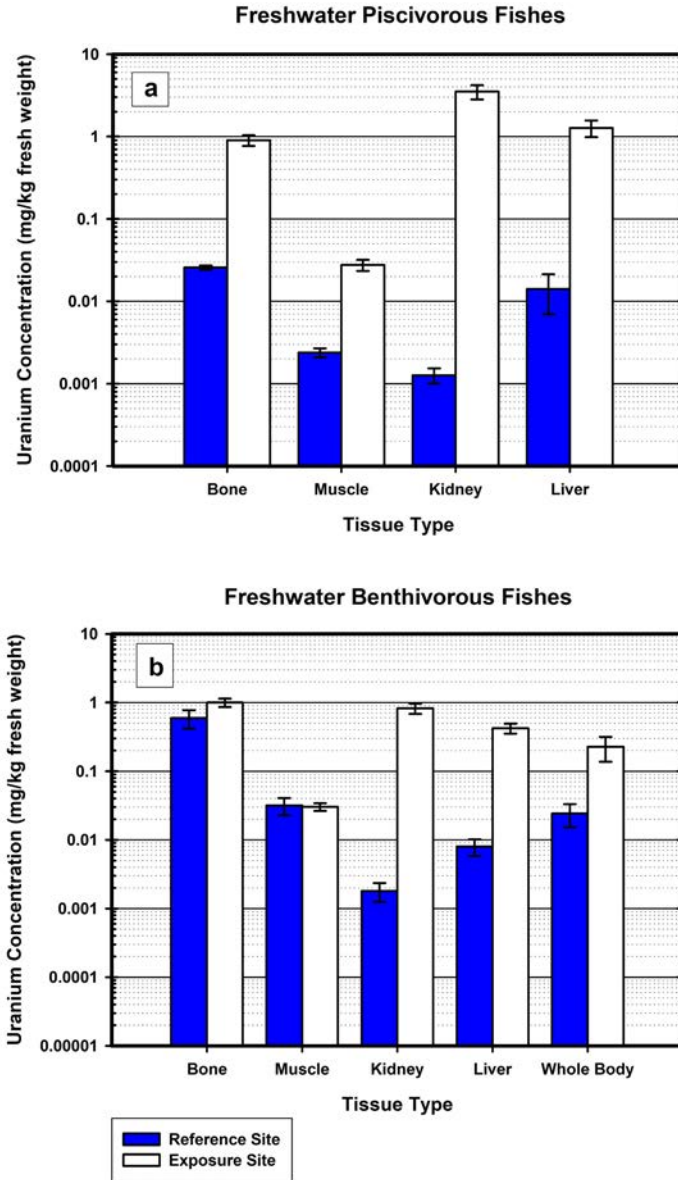 Freshwater Piscivorous Fishes
a
Uranium Concentration (mg/kg fresh weight)
10
1
0.1
0.01
0.001
0.0001
Bone Muscle Kidney Liver
Tissue Type
Freshwater Benthivorous Fishes
b
Uranium Concentration (mg/kg fresh weight)
10
1
0.1
0.01
0.001
0.0001
0.00001
Bone Muscle Kidney Liver Whole Body
Tissue Type
Reference Site
Exposure Site